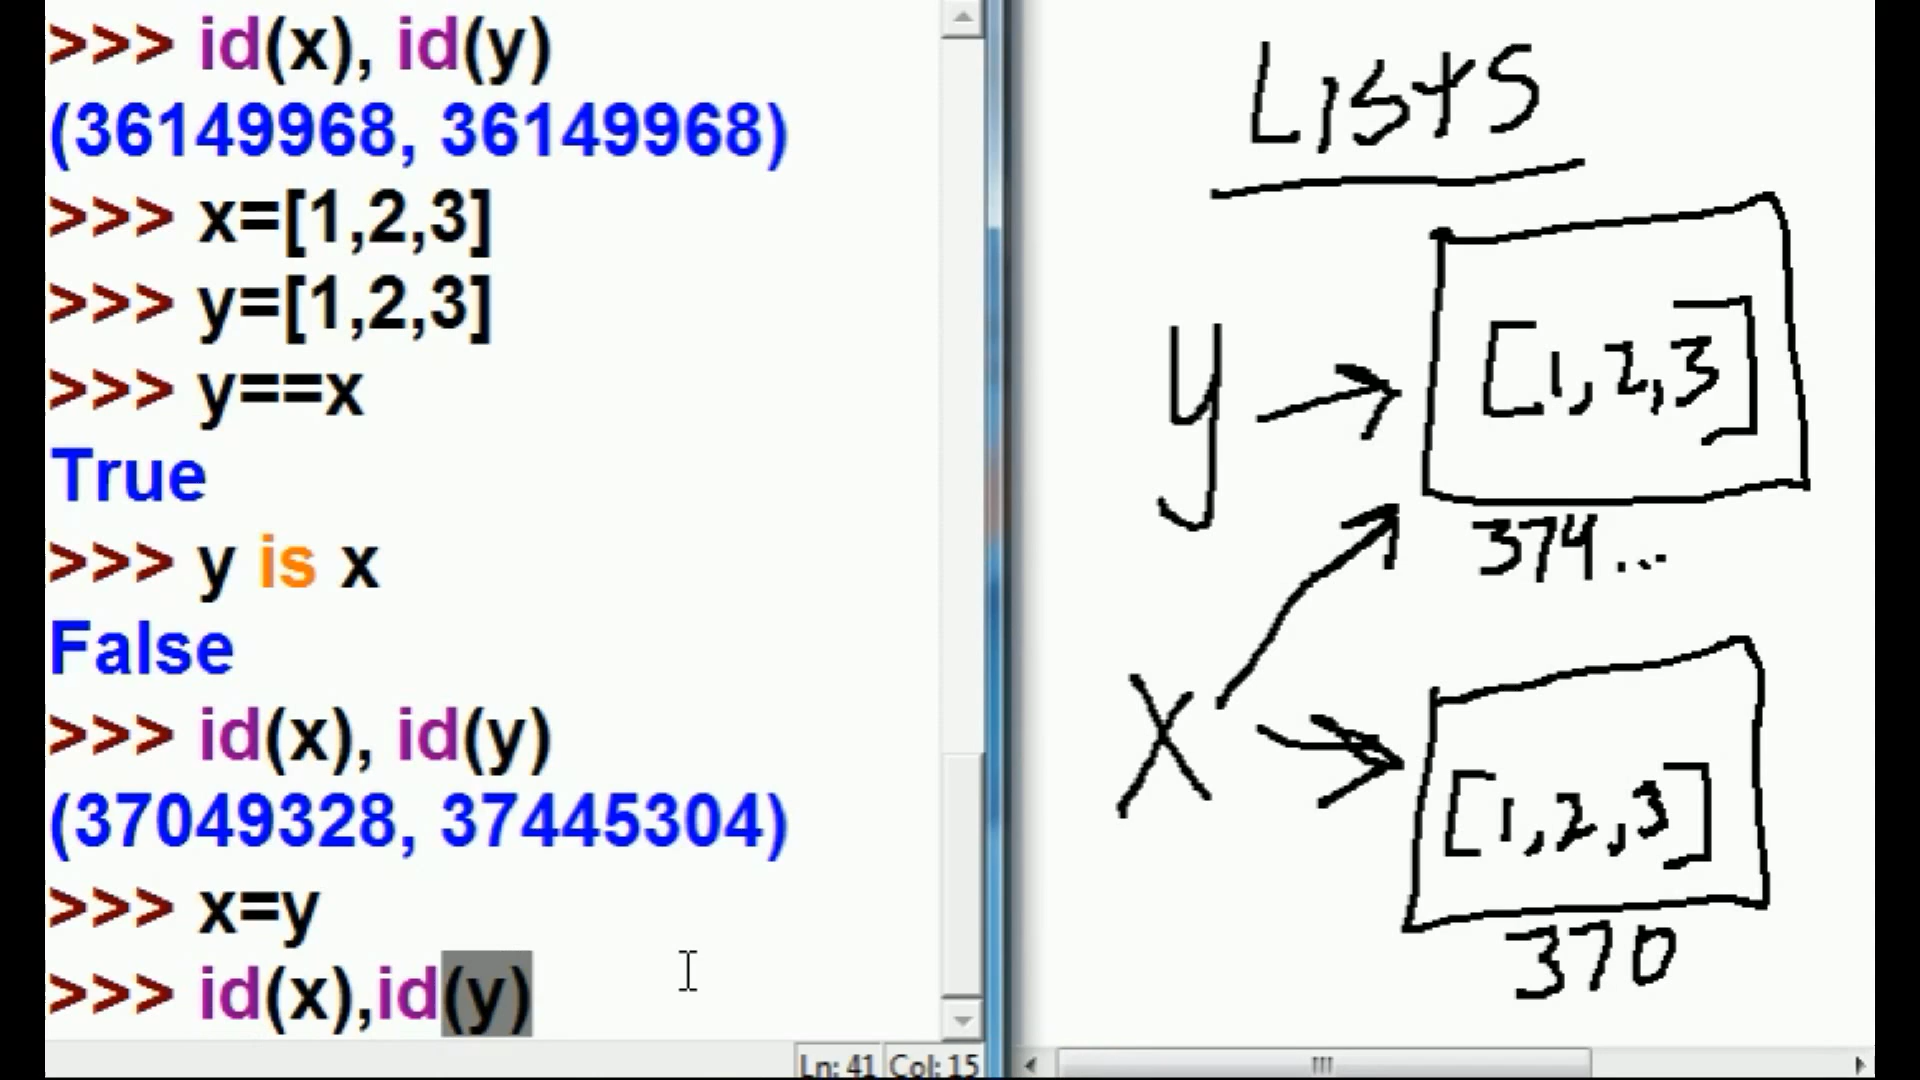 >>> id(x), id(y)
(36149968, 36149968)
>>> x=[1,2,3]
>>> y=[1,2,3]
>>> y==x
True
>>> y is x
False
>>> id(x), id(y)
(37049328, 37445304)
>>> x=y
>>> id(x),id(y)
Ln: 41 Col: 15
Lists
y
[1,2,3]
374...
x
[1,2,3]
370